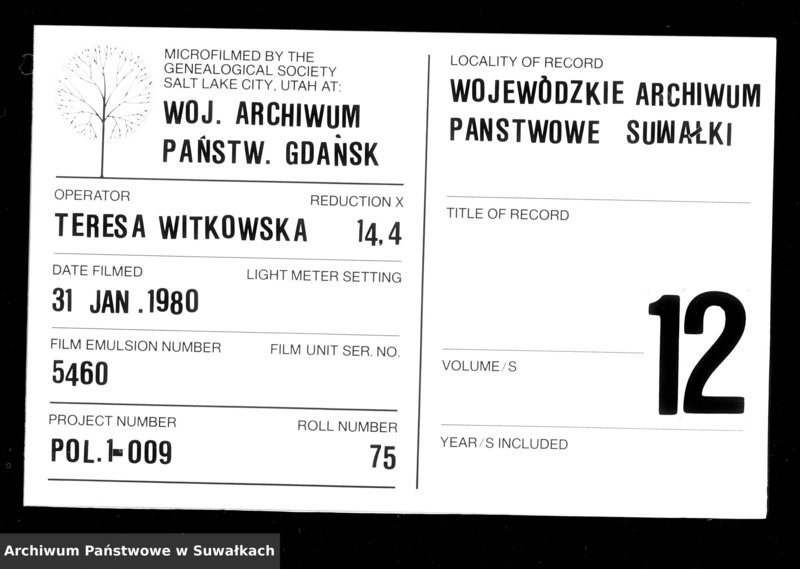 MICROFILMED BY THE
GENEALOGICAL SOCIETY
SALT LAKE CITY, UTAH AT:
WOJ. ARCHIWUM
PAŃSTW. GDAŃSK
OPERATOR REDUCTION X
TERESA WITKOWSKA 14,4
DATE FILMED LIGHT METER SETTING
31 JAN. 1980
FILM EMULSION NUMBER FILM UNIT SER. NO.
5460
PROJECT NUMBER ROLL NUMBER
POL.1-009 75
LOCALITY OF RECORD
WOJEWÒDZKIE ARCHIWUM
PANSTWOWE SUWAŁKI
TITLE OF RECORD
12
VOLUME/S
YEAR/S INCLUDED
Archiwum Państwowe w Suwałkach